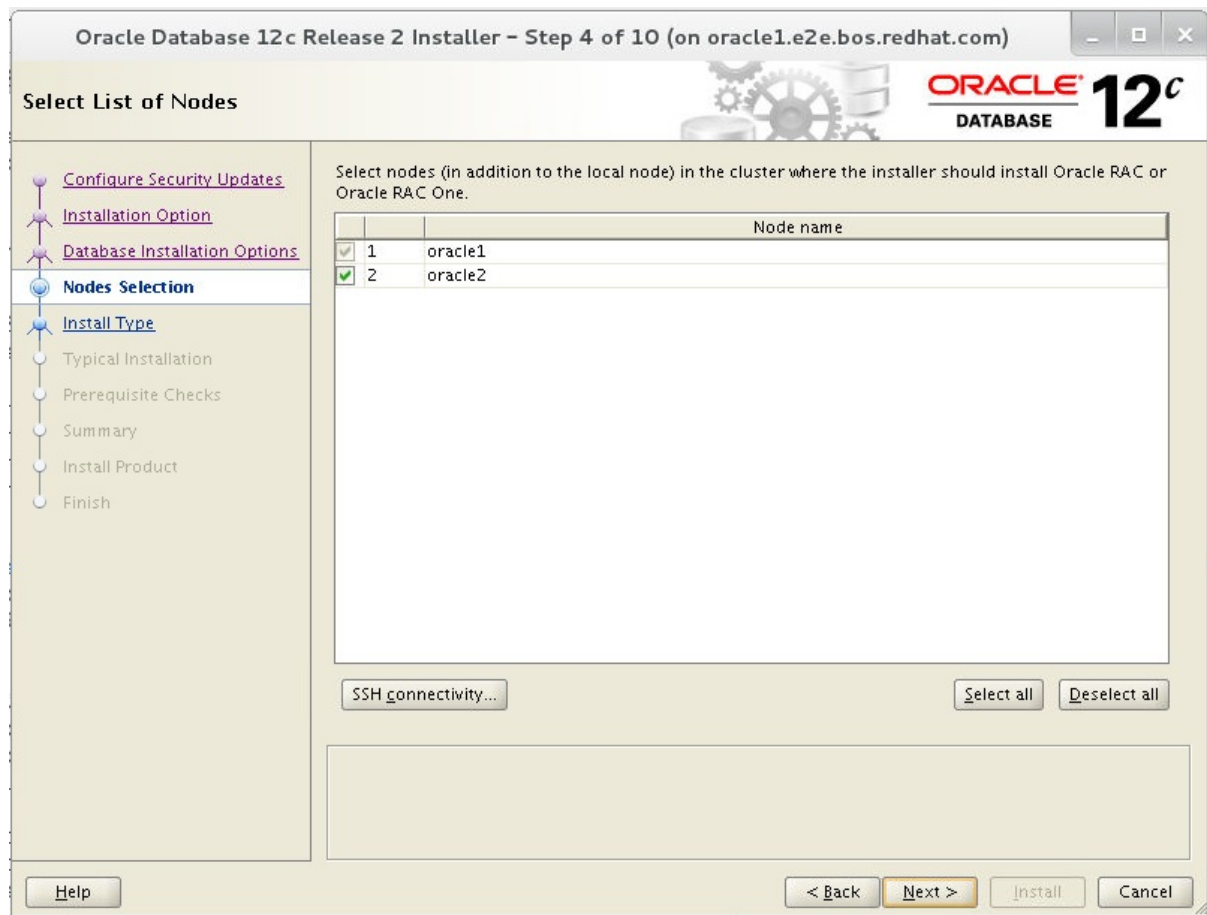 Oracle Database 12c Release 2 Installer – Step 4 of 10 (on oracle1.e2e.bos.redhat.com)
Select List of Nodes
ORACLE 12c
DATABASE
Configure Security Updates
Installation Option
Database Installation Options
Nodes Selection
Install Type
Typical Installation
Prerequisite Checks
Summary
Install Product
Finish
Select nodes (in addition to the local node) in the cluster where the installer should install Oracle RAC or
Oracle RAC One.
Node name
1 oracle1
2 oracle2
SSH connectivity... Select all Deselect all
Help < Back Next > Install Cancel